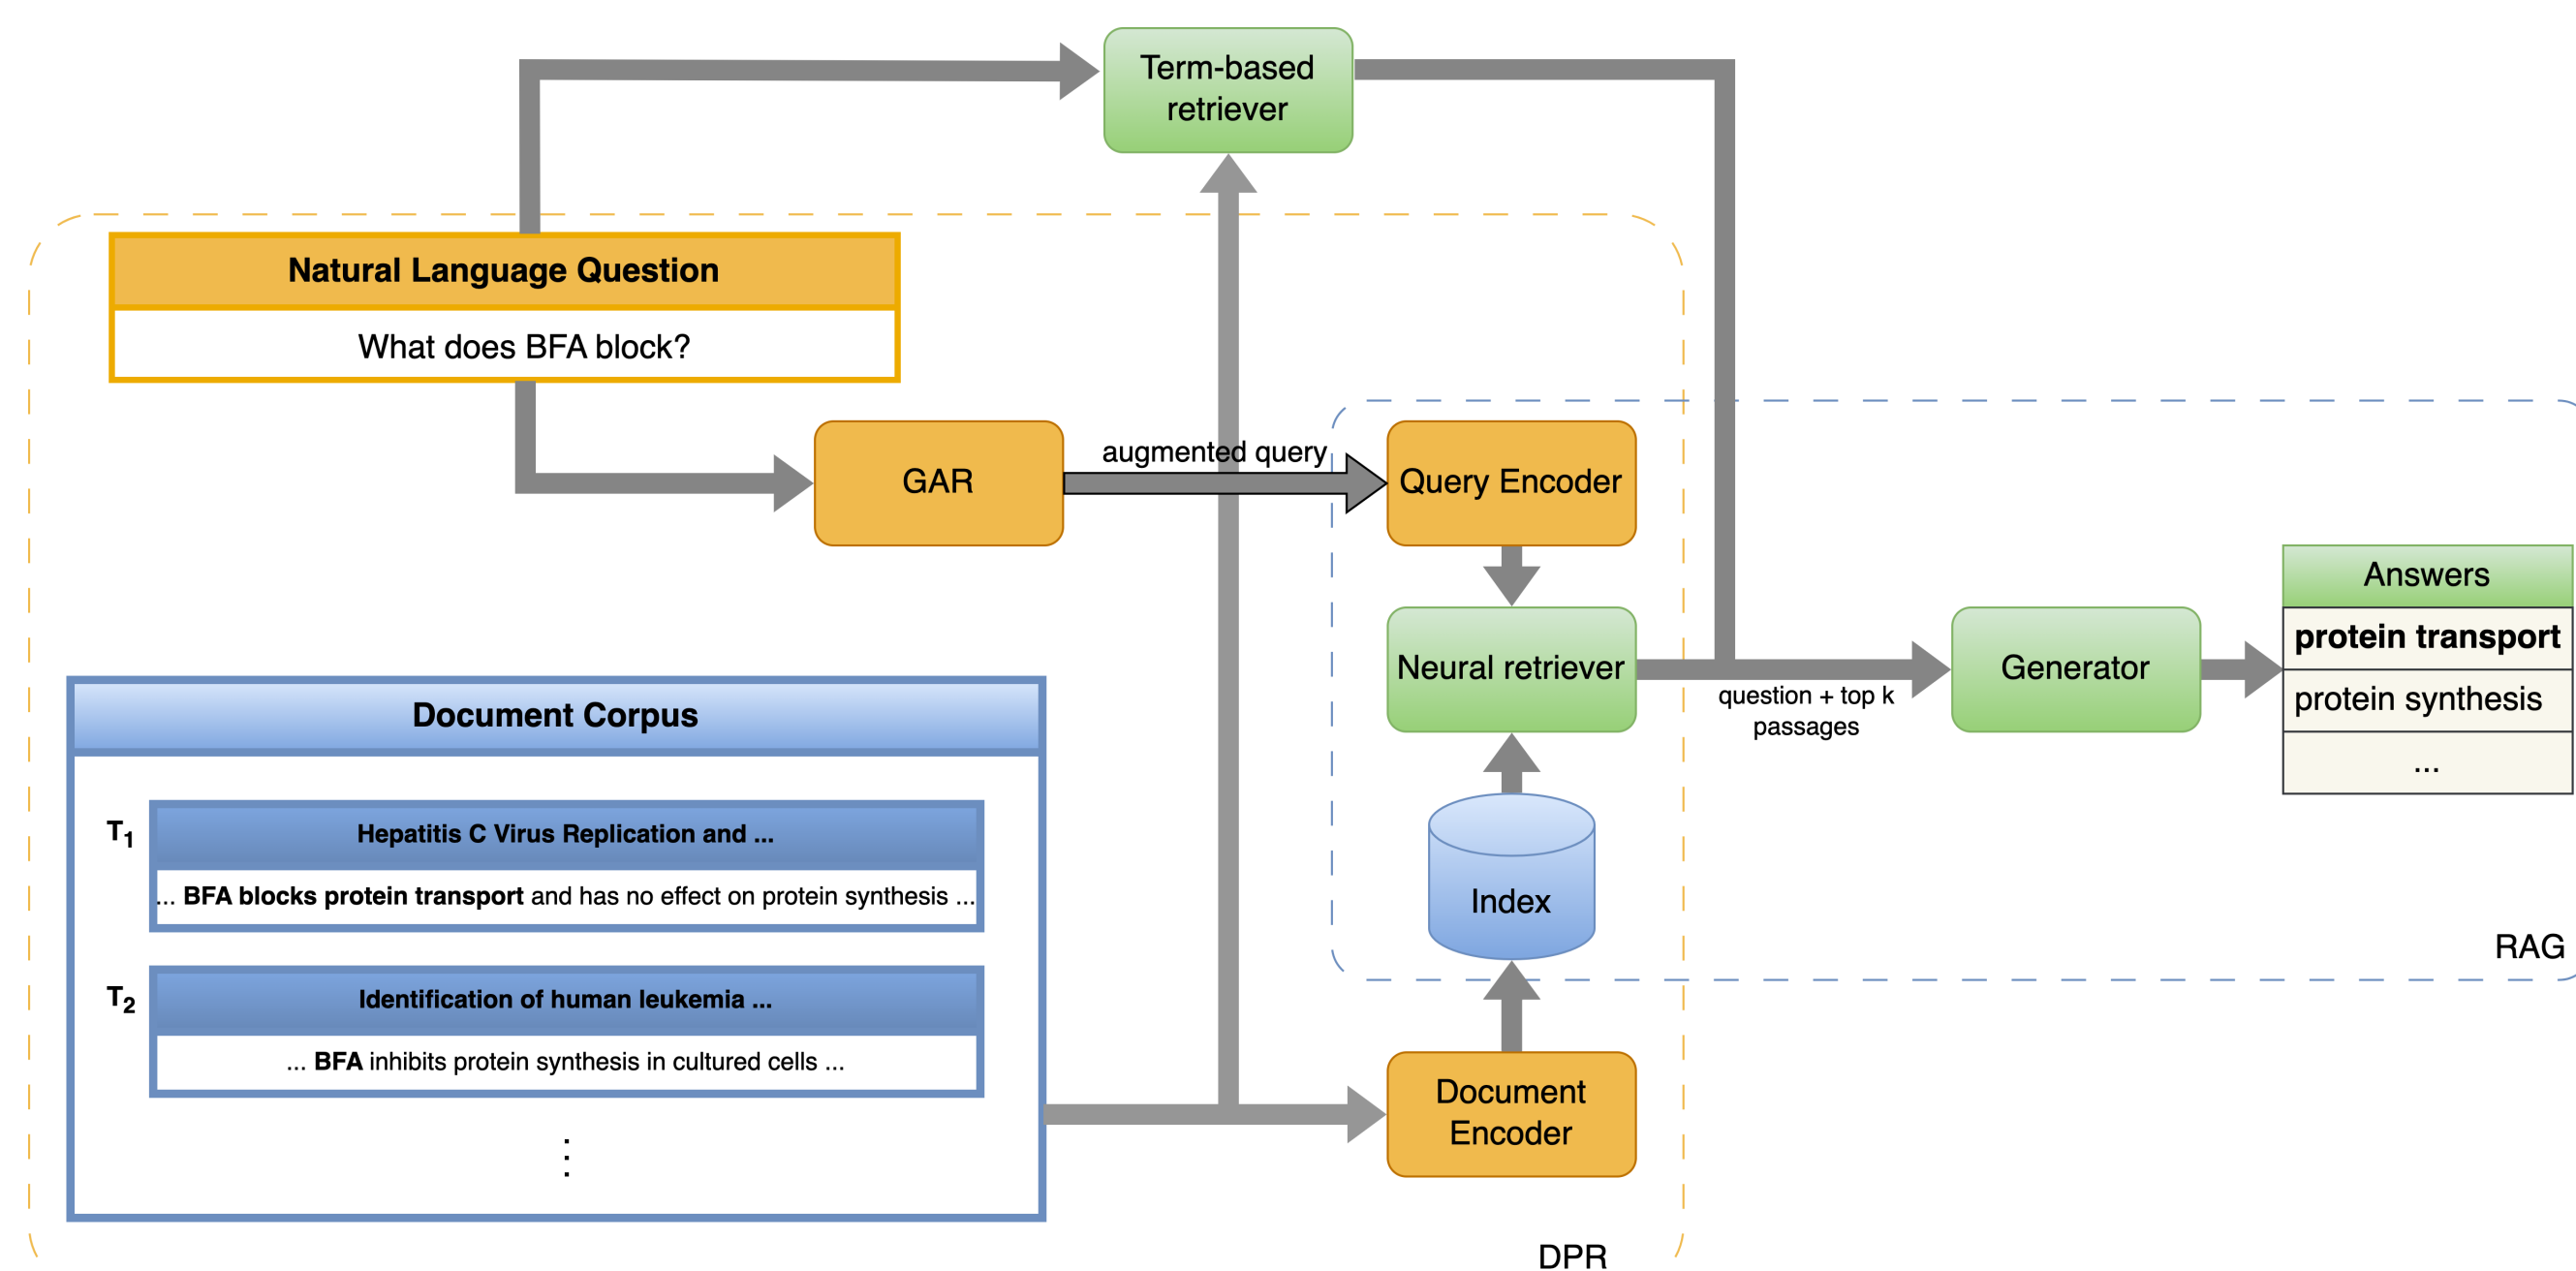 Term-based
retriever
Natural Language Question
What does BFA block?
GAR
augmented query
Query Encoder
Neural retriever
question + top k
passages
Generator
Answers
protein transport
protein synthesis
...
Document Corpus
T1
Hepatitis C Virus Replication and ...
... BFA blocks protein transport and has no effect on protein synthesis ...
T2
Identification of human leukemia ...
... BFA inhibits protein synthesis in cultured cells ...
⋮
Index
RAG
Document
Encoder
DPR